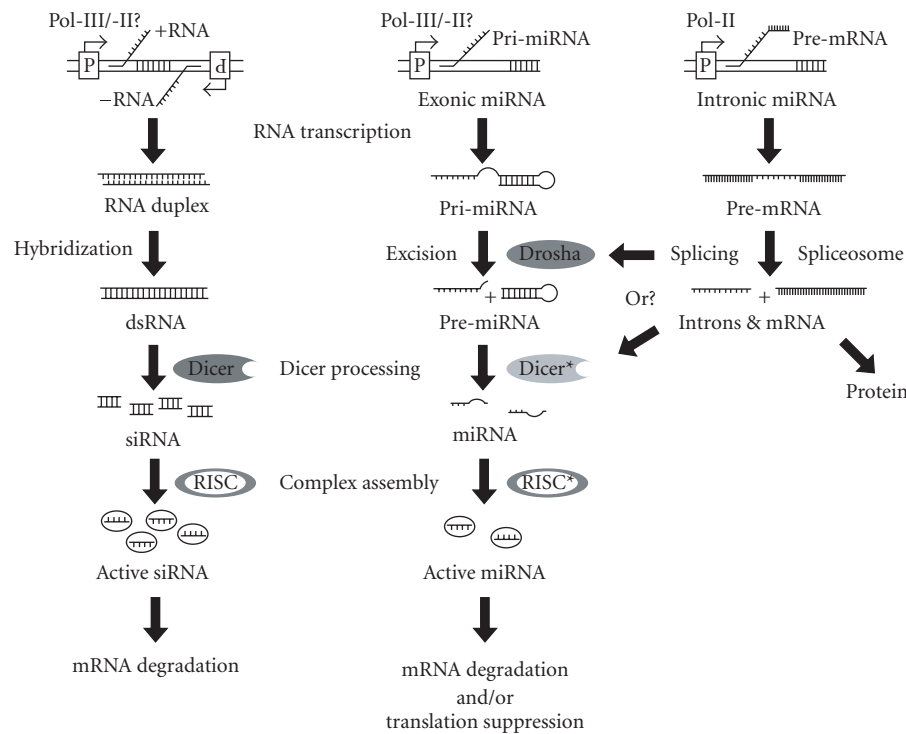 Pol-III/-II?
+RNA
P
P
−RNA
Pol-III/-II?
Pri-miRNA
P
Exonic miRNA
Pol-II
Pre-mRNA
P
Intronic miRNA
RNA transcription
RNA duplex
Pri-miRNA
Pre-mRNA
Hybridization
Excision
Drosha
Splicing
Spliceosome
dsRNA
+
Pre-miRNA
Or?
+
Introns & mRNA
Dicer
Dicer processing
Dicer*
Protein
siRNA
miRNA
RISC
Complex assembly
RISC*
Active siRNA
Active miRNA
mRNA degradation
mRNA degradation
and/or
translation suppression